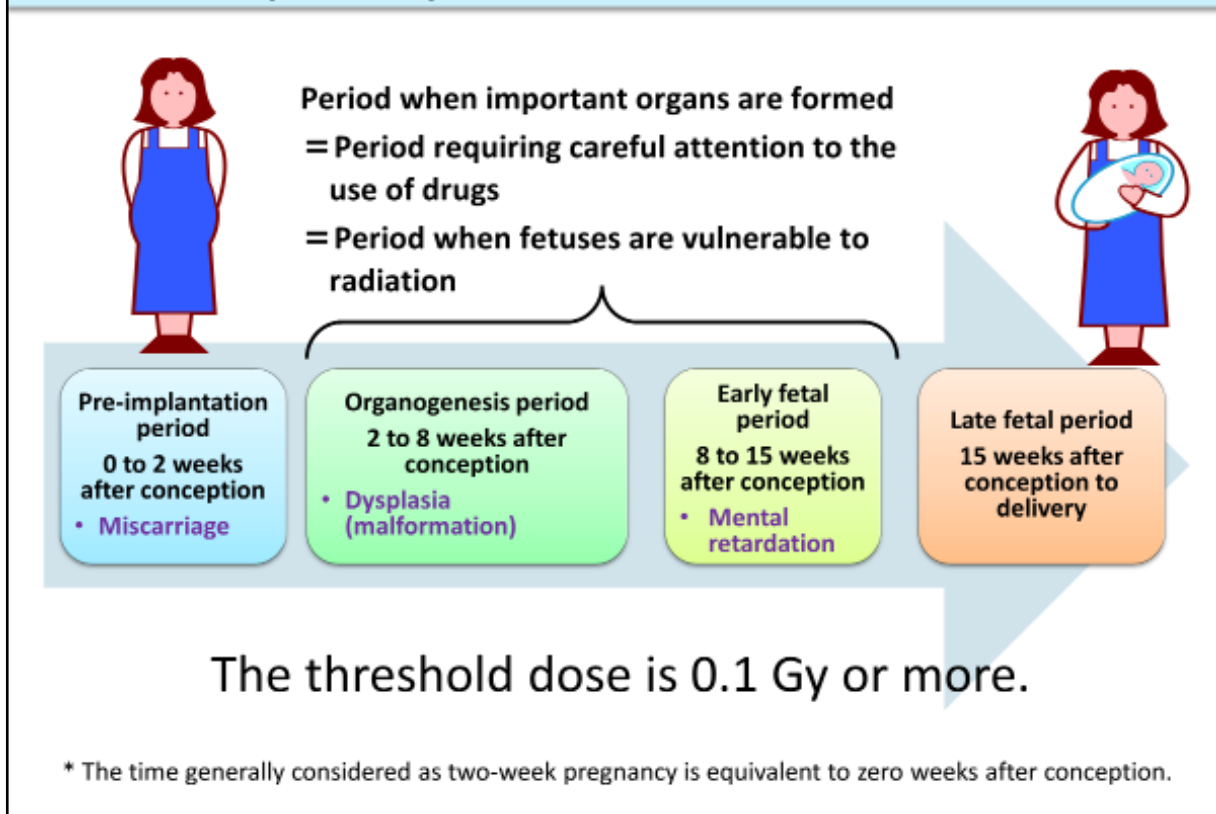 Period when important organs are formed
= Period requiring careful attention to the
use of drugs
= Period when fetuses are vulnerable to
radiation
Pre-implantation
period
0 to 2 weeks
after conception
• Miscarriage
Organogenesis period
2 to 8 weeks after
conception
• Dysplasia
(malformation)
Early fetal
period
8 to 15 weeks
after conception
• Mental
retardation
Late fetal period
15 weeks after
conception to
delivery
The threshold dose is 0.1 Gy or more.
* The time generally considered as two-week pregnancy is equivalent to zero weeks after conception.